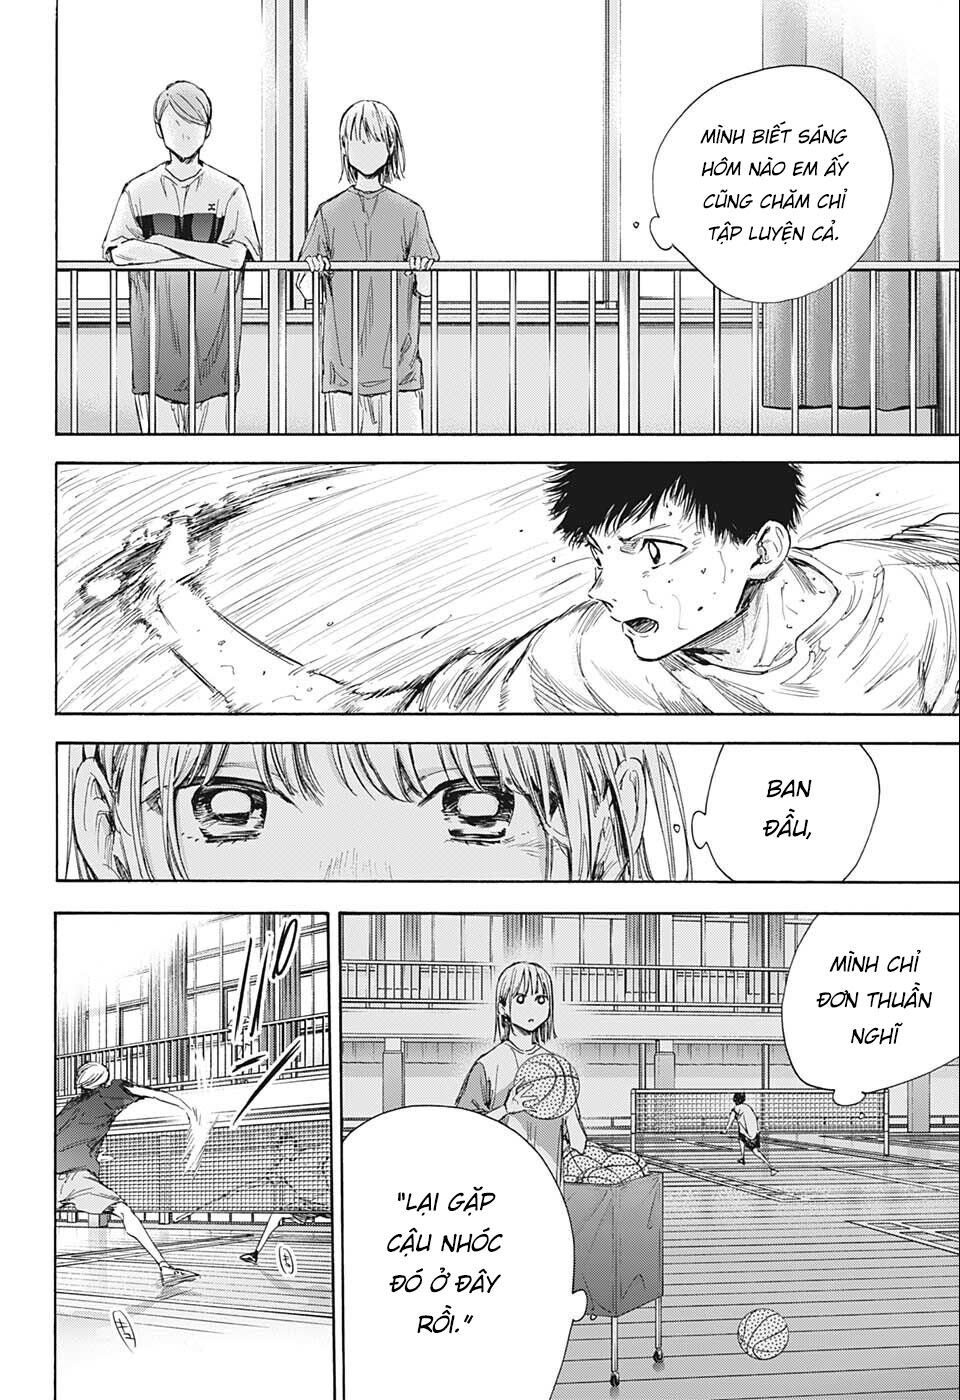 MÌNH BIẾT SÁNG
HÔM NÀO EM ẤY
CŨNG CHĂM CHỈ
TẬP LUYỆN CẢ.
BAN
ĐẦU,
MÌNH CHỈ
ĐƠN THUẦN
NGHĨ
"LẠI GẶP
CẬU NHÓC
ĐÓ Ở ĐÂY
RỒI."